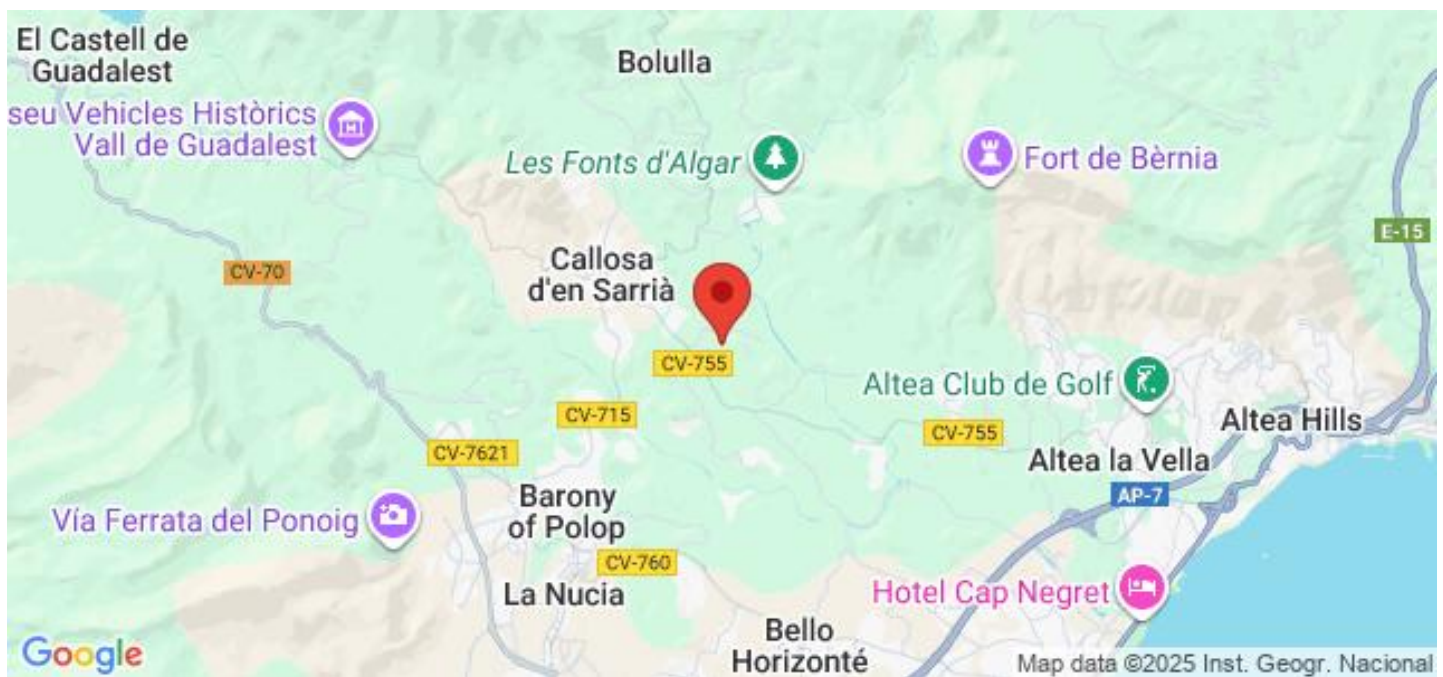 El Castell de
Guadalest
Bolulla
seu Vehicles Històrics
Vall de Guadalest
Les Fonts d'Algar
Fort de Bèrnia
E-15
CV-70
Callosa
d'en Sarrià
CV-755
Altea Club de Golf
CV-715
CV-755
Altea Hills
CV-7621
Altea la Vella
AP-7
Barony
of Polop
Vía Ferrata del Ponoig
CV-760
La Nucia
Hotel Cap Negret
Bello
Horizonté
Google
Map data ©2025 Inst. Geogr. Nacional